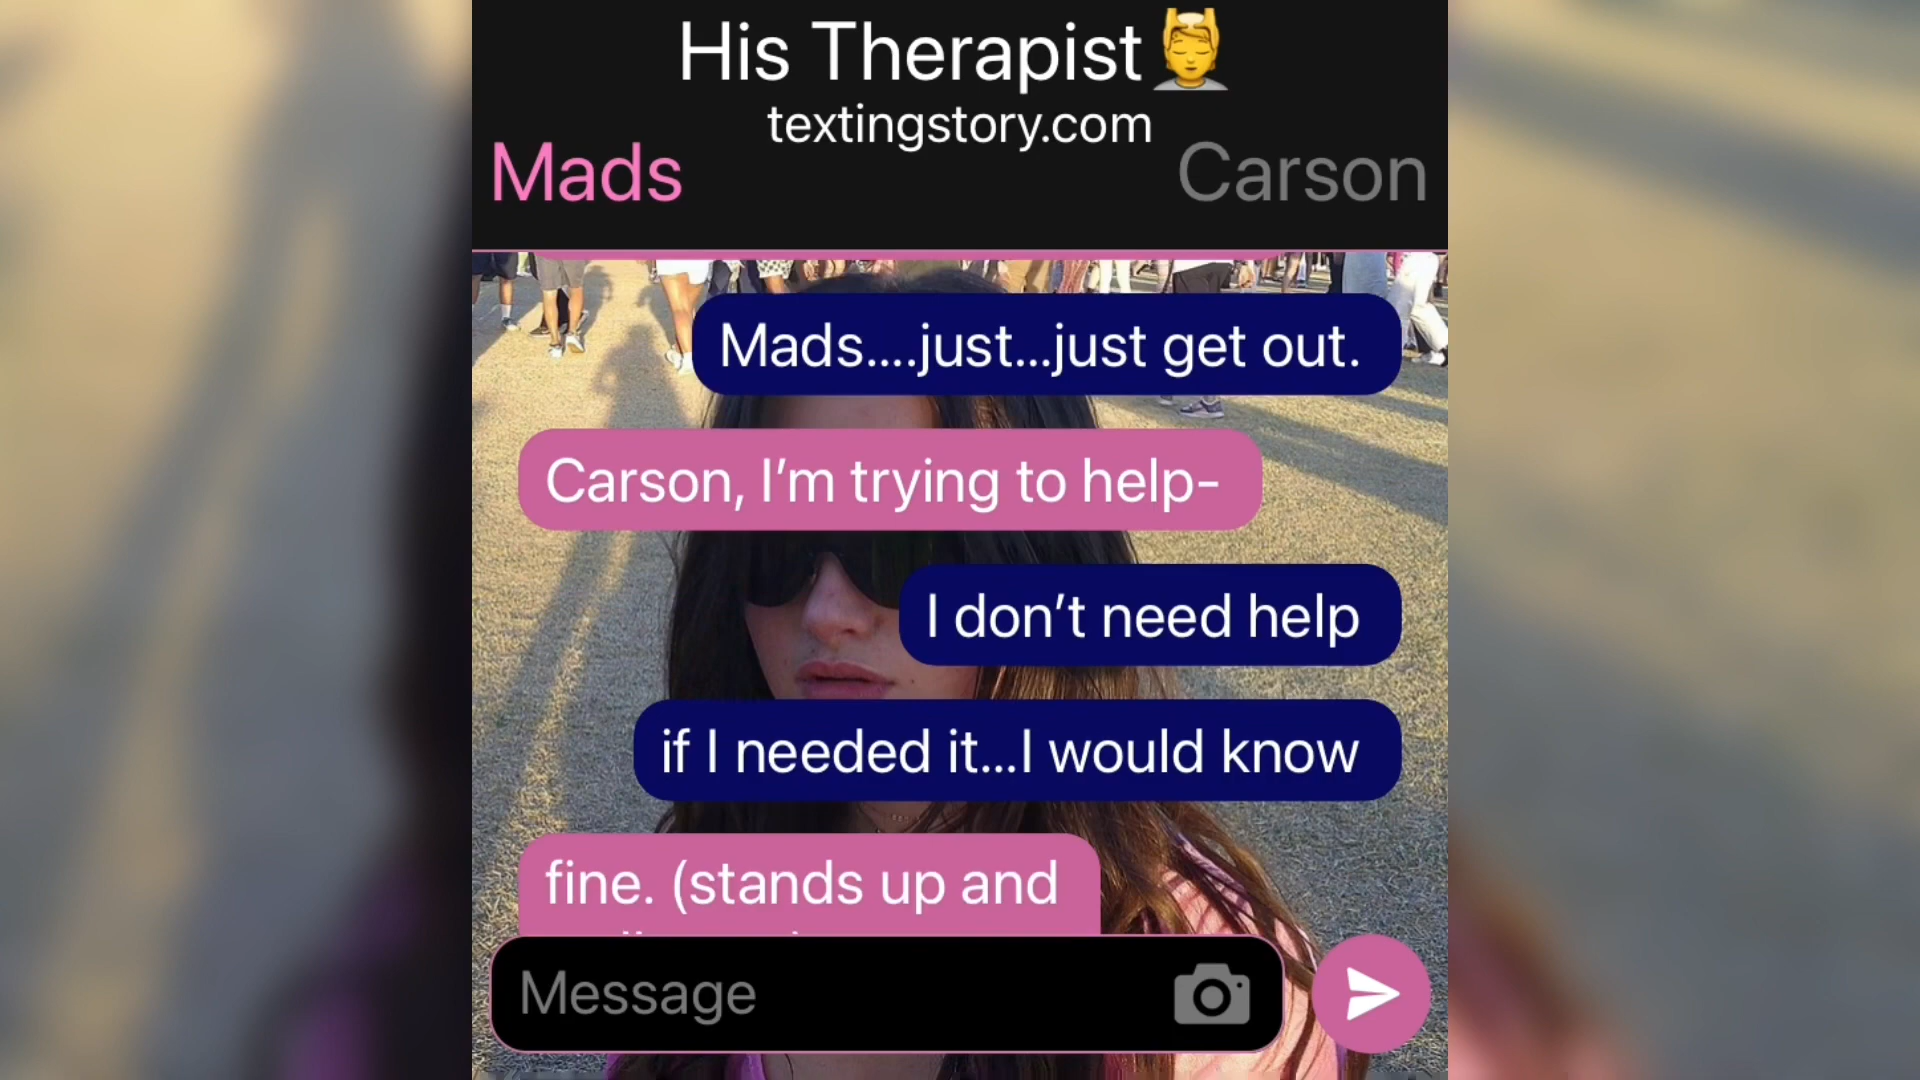 His Therapist💆
textingstory.com
Mads
Carson
Mads....just...just get out.
Carson, I’m trying to help-
I don’t need help
if I needed it...I would know
fine. (stands up and
Message